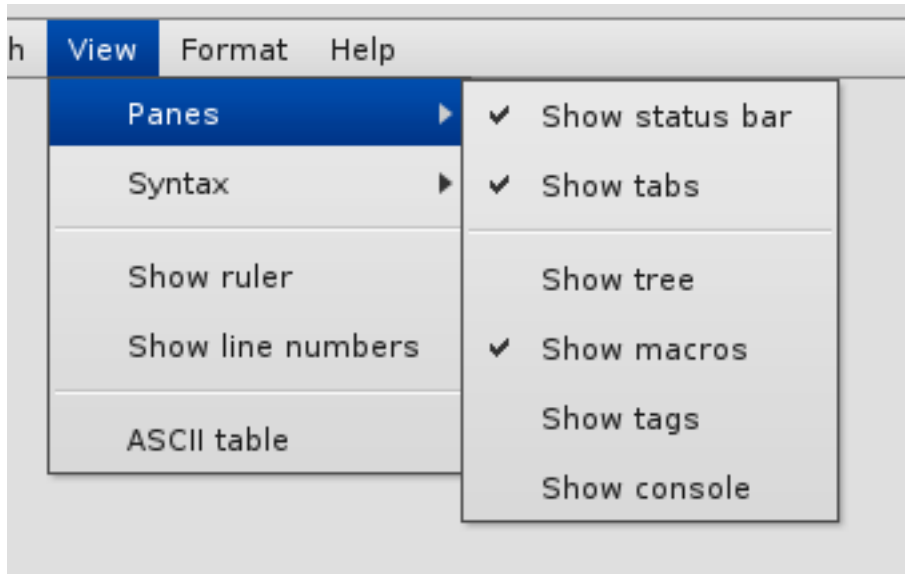 h View Format Help
Panes
Syntax
Show ruler
Show line numbers
ASCII table
Show status bar
Show tabs
Show tree
Show macros
Show tags
Show console